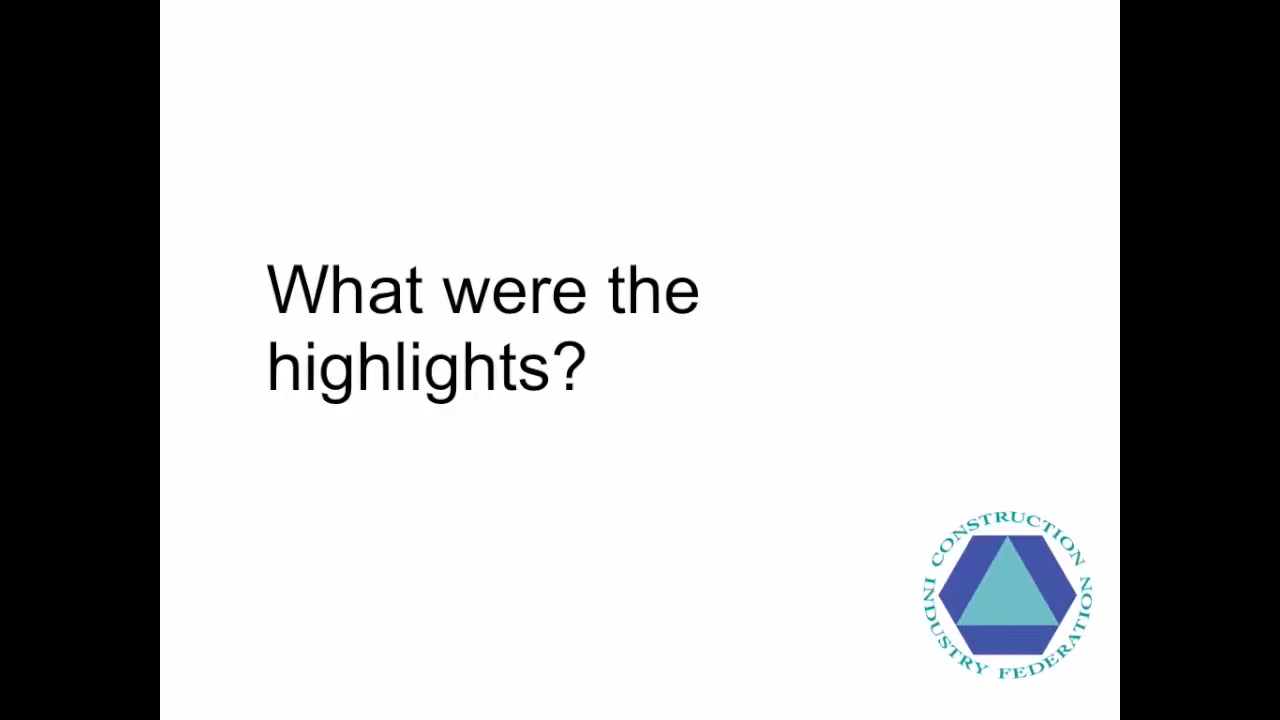 What were the
highlights?
CONSTRUCTION
INDUSTRY FEDERATION